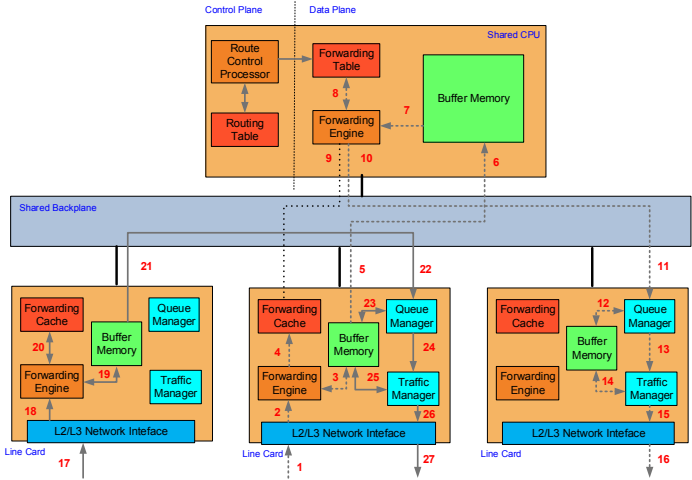 Control Plane
Data Plane
Shared CPU
Route
Control
Processor
Forwarding
Table
Buffer Memory
8
7
Routing
Table
Forwarding
Engine
9
10
6
Shared Backplane
21
5
22
11
Forwarding
Cache
Queue
Manager
20
Buffer
Memory
19
Forwarding
Engine
Traffic
Manager
18
L2/L3 Network Inteface
Line Card
17
Forwarding
Cache
23
Queue
Manager
4
Buffer
Memory
24
3
25
Forwarding
Engine
Traffic
Manager
2
26
L2/L3 Network Inteface
Line Card
1
27
Forwarding
Cache
12
Queue
Manager
Buffer
Memory
13
14
Forwarding
Engine
Traffic
Manager
15
L2/L3 Network Inteface
Line Card
16